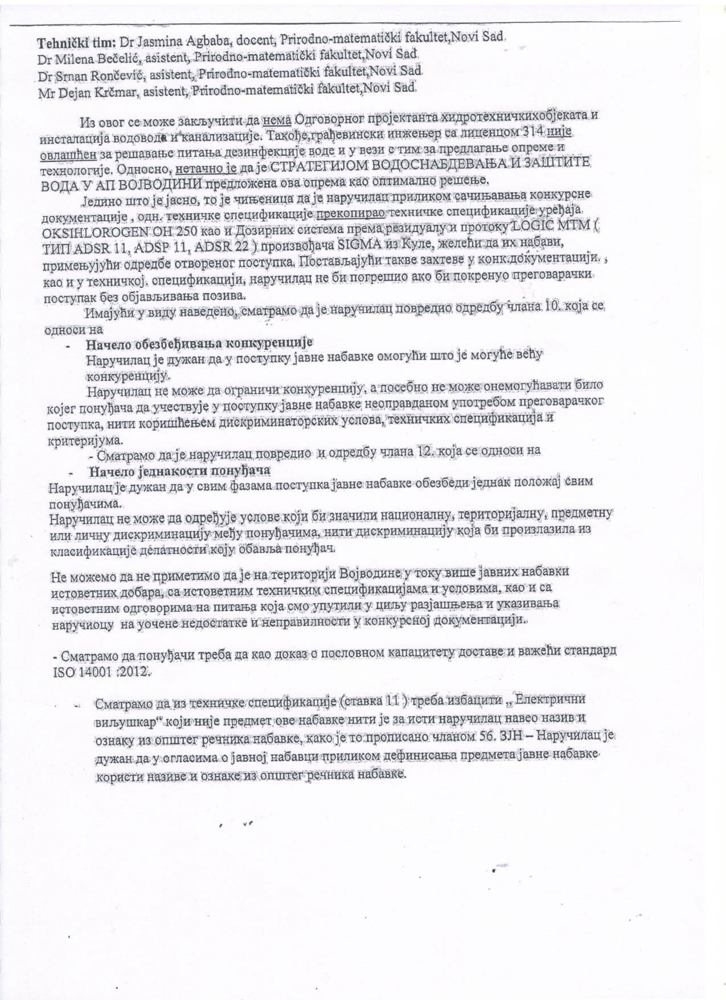 Tehnički tim: Dr Jasmina Agbaba, docent, Prirodno-matematički fakultet,Novi Sad
Dr Milena Bečelić, asistent, Prirodno-matematički fakultet,Novi Sad
Dr Srnan Rončević, asistent, Prirodno-matematički fakultet,Novi Sad
Mr Dejan Krčmar, asistent, Prirodno-matematički fakultet,Novi Sad
Из овог се може закључити да нема Одговорног пројектанта хидротехничкихобјеката и
инсталација водовода и канализације. Такође,грађевински инжењер са лиценцом 314 није
овлашћен за решавање питања дезинфекције воде и у вези с тим за предлагање опреме и
технологије. Односно, нетачно је да је СТРАТЕГИЈОМ ВОДОСНАБДЕВАЊА И ЗАШТИТЕ
ВОДА У АП ВОЈВОДИНИ предложена ова опрема као оптимално решење.
Једино што је јасно, то је чињеница да је наручилац приликом сачињавања конкурсне
документације , одн. техничке спецификације прекопирао техничке спецификације уређаја
OKSIHLOROGEN OH 250 као и Дозирних система према резидуалу и протоку LOGIC MTM (
ТИП ADSR 11, ADSP 11, ADSR 22 ) произвођача SIGMA из Куле, желећи да их набави,
примењујући одредбе отвореног поступка. Постављајући такве захтеве у конк.документацији. ,
као и у техничкој. спецификацији, наручилац не би погрешио ако би покренуо преговарачки
поступак без објављивања позива.
Имајући у виду наведено, сматрамо да је наручилац повредио одредбу члана 10. која се
односи на
- Начело обезбеђивања конкуренције
Наручилац је дужан да у поступку јавне набавке омогући што је могуће већу
конкуренцију.
Наручилац не може да ограничи конкуренцију, а посебно не може онемогућавати било
којег понуђача да учествује у поступку јавне набавке неоправданом употребом преговарачког
поступка, нити коришћењем дискриминаторских услова, техничких спецификација и
критеријума.
- Сматрамо да је наручилац повредио и одредбу члана 12. која се односи на
- Начело једнакости понуђача
Наручилац је дужан да у свим фазама поступка јавне набавке обезбеди једнак положај свим
понуђачима.
Наручилац не може да одређује услове који би значили националну, територијалну, предметну
или личну дискриминацију међу понуђачима, нити дискриминацију која би произлазила из
класификације делатности коју обавља понуђач.
Не можемо да не приметимо да је на територији Војводине у току више јавних набавки
истоветних добара, са истоветним техничким спецификацијама и условима, као и са
истоветним одговорима на питања која смо упутили у циљу разјашњења и указивања
наручиоцу на уочене недостатке и неправилности у конкурсној документацији.
- Сматрамо да понуђачи треба да као доказ о пословном капацитету доставе и важећи стандард
ISO 14001 :2012.
- Сматрамо да из техничке спецификације (ставка 11 ) треба избацити „ Електрични
виљушкар“ који није предмет ове набавке нити је за исти наручилац навео назив и
ознаку из општег речника набавке, како је то прописано чланом 56. ЗЈН – Наручилац је
дужан да у огласима о јавној набавци приликом дефинисања предмета јавне набавке
користи називе и ознаке из општег речника набавке.